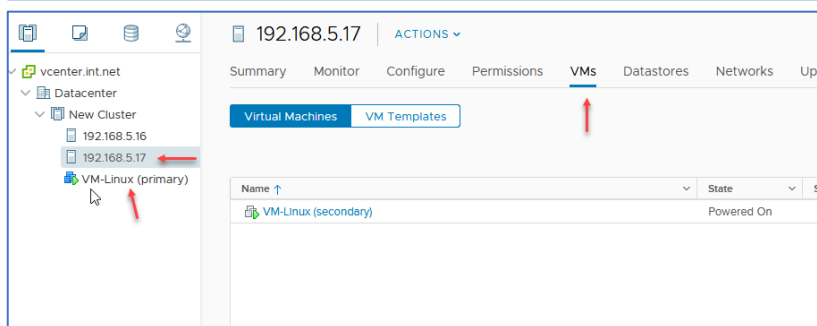 192.168.5.17 ACTIONS
vcenter.int.net
Summary Monitor Configure Permissions VMs Datastores Networks Up
Datacenter
New Cluster
Virtual Machines VM Templates
192.168.5.16
192.168.5.17
VM-Linux (primary)
Name State S
VM-Linux (secondary) Powered On